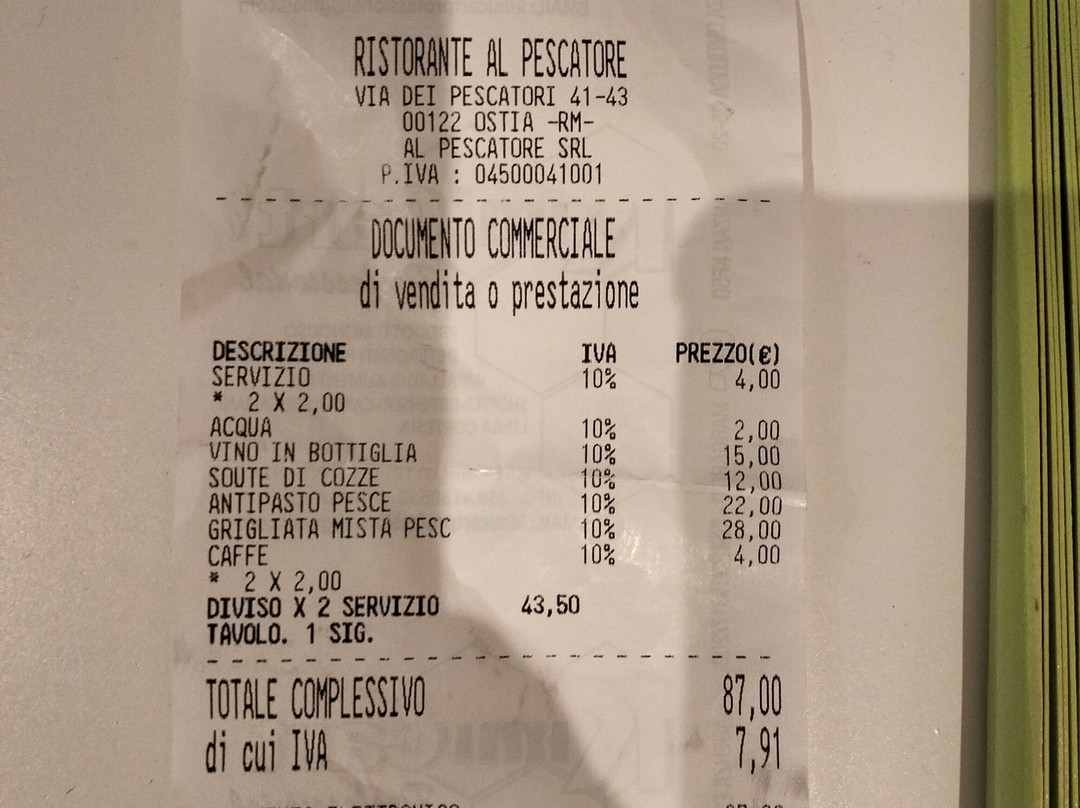 RISTORANTE AL PESCATORE
VIA DEI PESCATORI 41-43
00122 OSTIA -RM-
AL PESCATORE SRL
P.IVA : 04500041001
DOCUMENTO COMMERCIALE
di vendita o prestazione
DESCRIZIONE IVA PREZZO(€)
SERVIZIO 10% 4,00
* 2 X 2,00
ACQUA 10% 2,00
VINO IN BOTTIGLIA 10% 15,00
SOUTE DI COZZE 10% 12,00
ANTIPASTO PESCE 10% 22,00
GRIGLIATA MISTA PESC 10% 28,00
CAFFE 10% 4,00
* 2 X 2,00
DIVISO X 2 SERVIZIO 43,50
TAVOLO. 1 SIG.
TOTALE COMPLESSIVO 87,00
di cui IVA 7,91